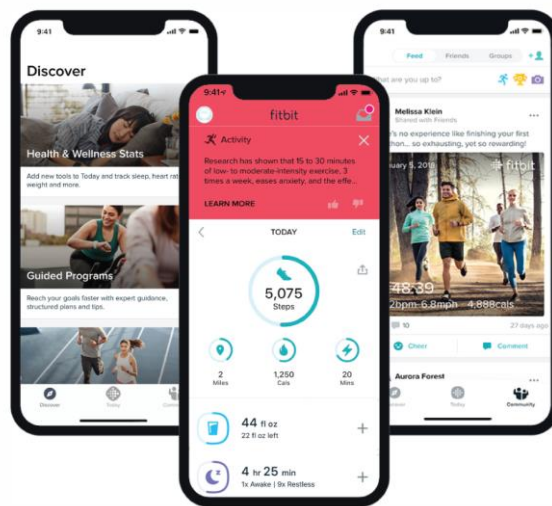 9:41
Discover
Health & Wellness Stats
Add new tools to Today and track sleep, heart rat
weight and more.
Guided Programs
Reach your goals faster with expert guidance,
structured plans and tips.
Discover
Today
9:41
fitbit
Activity
Research has shown that 15 to 30 minutes
of low- to moderate-intensity exercise, 3
times a week, eases anxiety, and the effe...
LEARN MORE
TODAY
Edit
5,075
Steps
2
Miles
1,250
Cals
20
Mins
44 fl oz
22 fl oz left
4 hr 25 min
1x Awake | 9x Restless
9:41
Feed Friends Groups
are you up to?
Melissa Klein
Shared with Friends
no experience like finishing your first
so exhausting, yet so rewarding!
5, 2018
fitbit
48:39
2bpm 6.8mph 4,888cals
10
27 days ago
Cheer
Comment
Aurora Forest
Today
Community